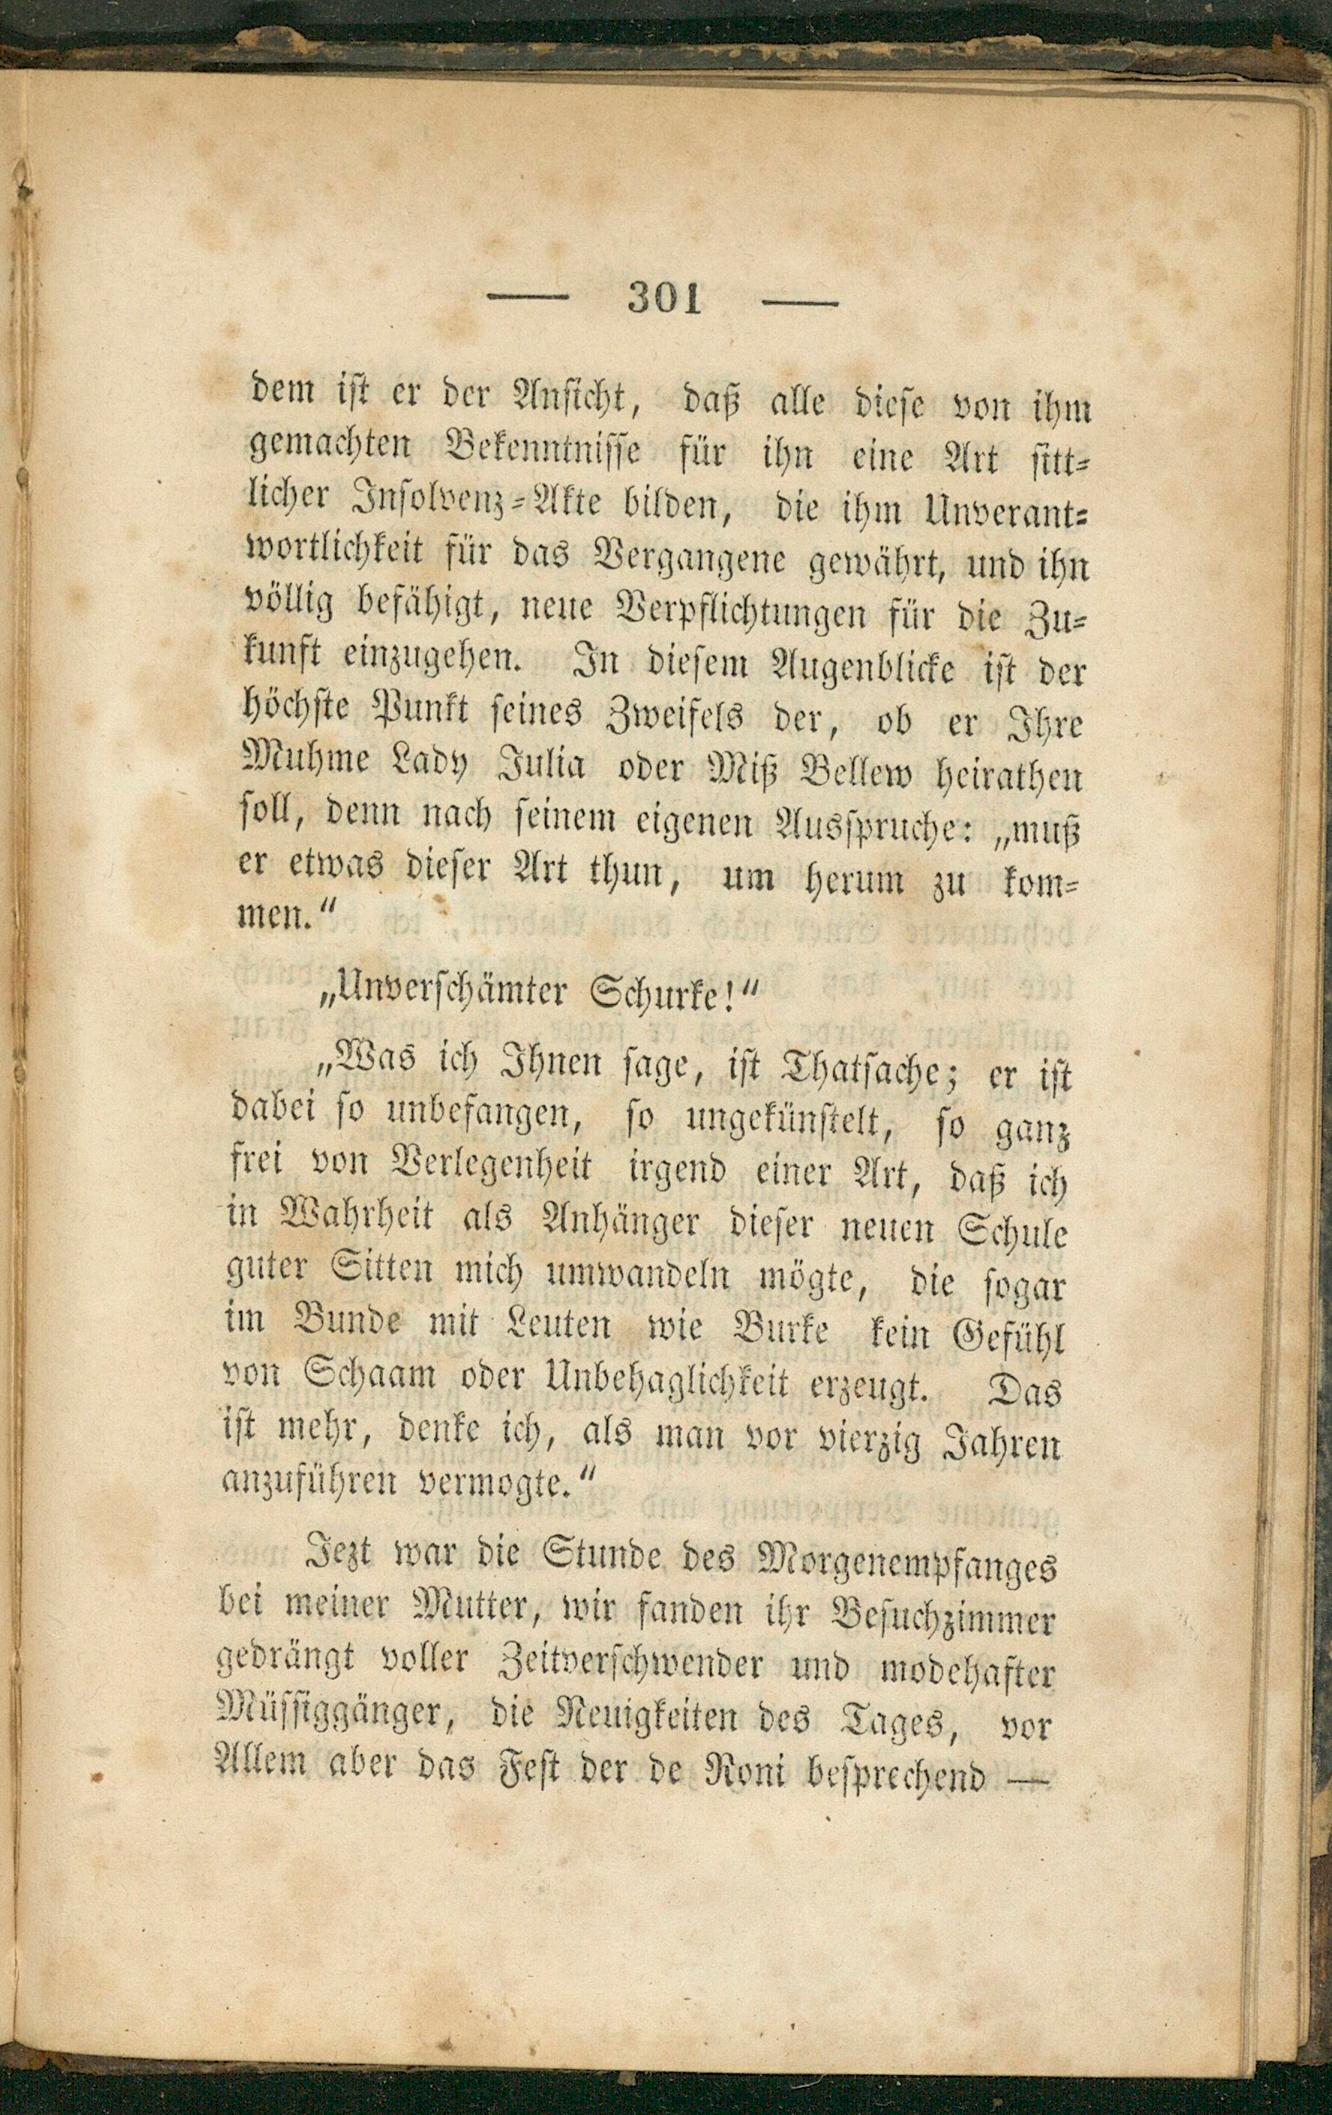 — 301 —
dem ist er der Ansicht, daß alle diese von ihm
gemachten Bekenntnisse für ihn eine Art sitt-
licher Insolvenz-Akte bilden, die ihm Unverant-
wortlichkeit für das Vergangene gewährt, und ihn
völlig befähigt, neue Verpflichtungen für die Zu-
kunft einzugehen. In diesem Augenblicke ist der
höchste Punkt seines Zweifels der, ob er Ihre
Muhme Lady Julia oder Miß Bellew heirathen
soll, denn nach seinem eigenen Ausspruche: „muß
er etwas dieser Art thun, um herum zu kom-
men.“
„Unverschämter Schurke!“
„Was ich Ihnen sage, ist Thatsache; er ist
dabei so unbefangen, so ungekünstelt, so ganz
frei von Verlegenheit irgend einer Art, daß ich
in Wahrheit als Anhänger dieser neuen Schule
guter Sitten mich umwandeln mögte, die sogar
im Bunde mit Leuten wie Burke kein Gefühl
von Schaam oder Unbehaglichkeit erzeugt. Das
ist mehr, denke ich, als man vor vierzig Jahren
anzuführen vermogte.“
Jezt war die Stunde des Morgenempfanges
bei meiner Mutter, wir fanden ihr Besuchzimmer
gedrängt voller Zeitverschwender und modehafter
Müssiggänger, die Neuigkeiten des Tages, vor
Allem aber das Fest der de Roni besprechend —